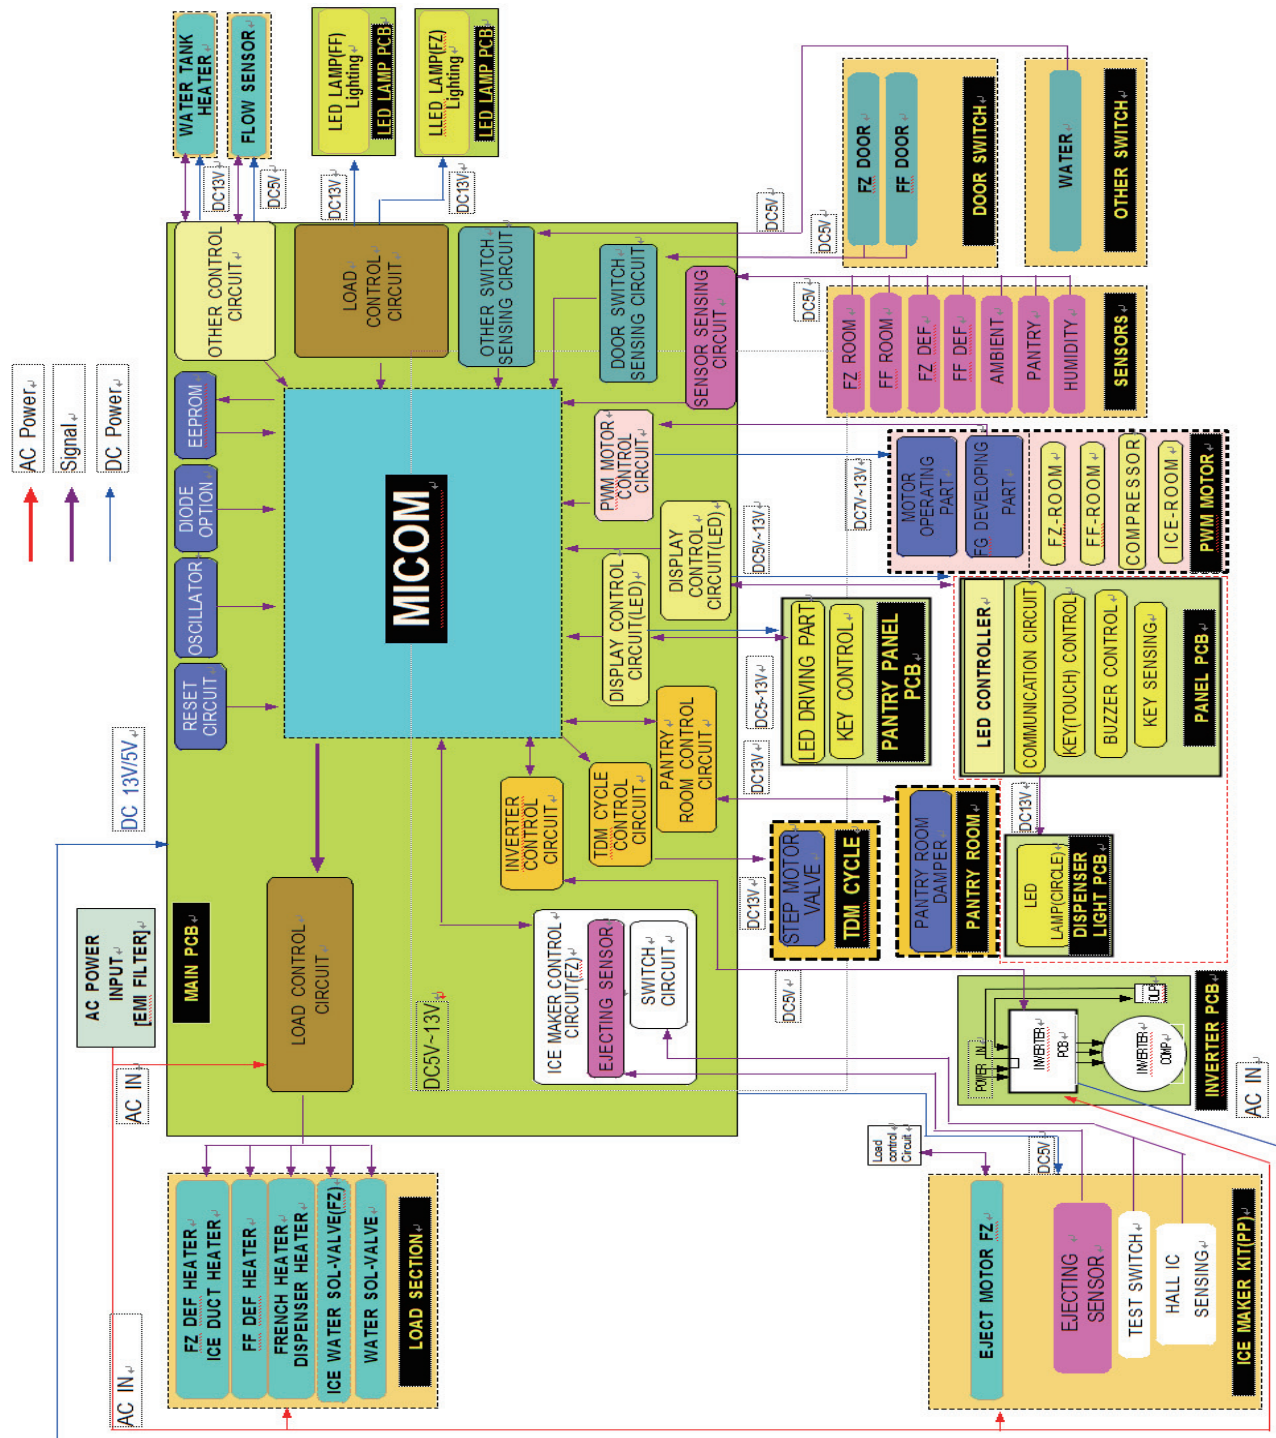 AC Power
Signal
DC Power
AC POWER
INPUT
[EMI FILTER]
AC IN
DC 13V/5V
AC IN
MAIN PCB
RESET
CIRCUIT
OSCILLATOR
DIODE
OPTION
EEPROM
OTHER CONTROL
CIRCUIT
LOAD
CONTROL
CIRCUIT
OTHER SWITCH
SENSING CIRCUIT
DOOR SWITCH
SENSING CIRCUIT
SENSOR SENSING
CIRCUIT
PWM MOTOR
CONTROL
CIRCUIT
DISPLAY
CONTROL
CIRCUIT(LED)
DISPLAY CONTROL
CIRCUIT(LED)
PANTRY
ROOM CONTROL
CIRCUIT
TDM CYCLE
CONTROL
CIRCUIT
INVERTER
CONTROL
CIRCUIT
MICOM
LOAD CONTROL
CIRCUIT
DC5V~13V
ICE MAKER CONTROL
CIRCUIT(FZ)
EJECTING SENSOR
SWITCH
CIRCUIT
WATER TANK
HEATER
DC13V
FLOW SENSOR
DC5V
LED LAMP(FF)
Lighting
LED LAMP PCB
DC13V
LLED LAMP(FZ)
Lighting
LED LAMP PCB
DC13V
DC5V
DC5V
FZ DOOR
FF DOOR
DOOR SWITCH
WATER
OTHER SWITCH
DC5V
FZ ROOM
FF ROOM
FZ DEF
FF DEF
AMBIENT
PANTRY
HUMIDITY
SENSORS
DC7V~13V
MOTOR
OPERATING
PART
FG DEVELOPING
PART
FZ-ROOM
FF-ROOM
COMPRESSOR
ICE-ROOM
PWM MOTOR
DC5V~13V
LED CONTROLLER
COMMUNICATION CIRCUIT
KEY(TOUCH) CONTROL
BUZZER CONTROL
KEY SENSING
PANEL PCB
DC5~13V
LED DRIVING PART
KEY CONTROL
PANTRY PANEL
PCB
DC13V
LED
LAMP(CIRCLE)
DISPENSER
LIGHT PCB
DC13V
PANTRY ROOM
DAMPER
PANTRY ROOM
DC13V
STEP MOTOR
VALVE
TDM CYCLE
DC5V
POWER IN
INVERTER
PCB
OLP
INVERTER
COMP
INVERTER PCB
AC IN
Load
control
Circuit
DC5V
EJECT MOTOR FZ
EJECTING
SENSOR
TEST SWITCH
HALL IC
SENSING
ICE MAKER KIT(PP)
AC IN
FZ DEF HEATER
ICE DUCT HEATER
FF DEF HEATER
FRENCH HEATER
DISPENSER HEATER
ICE WATER SOL-VALVE(FZ)
WATER SOL-VALVE
LOAD SECTION